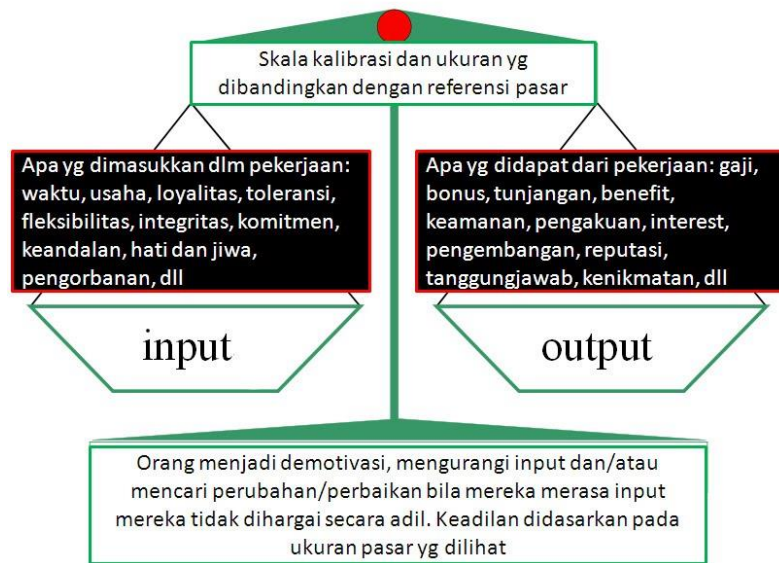 Skala kalibrasi dan ukuran yg
dibandingkan dengan referensi pasar
Apa yg dimasukkan dlm pekerjaan:
waktu, usaha, loyalitas, toleransi,
fleksibilitas, integritas, komitmen,
keandalan, hati dan jiwa,
pengorbanan, dll
Apa yg didapat dari pekerjaan: gaji,
bonus, tunjangan, benefit,
keamanan, pengakuan, interest,
pengembangan, reputasi,
tanggungjawab, kenikmatan, dll
input
output
Orang menjadi demotivasi, mengurangi input dan/atau
mencari perubahan/perbaikan bila mereka merasa input
mereka tidak dihargai secara adil. Keadilan didasarkan pada
ukuran pasar yg dilihat